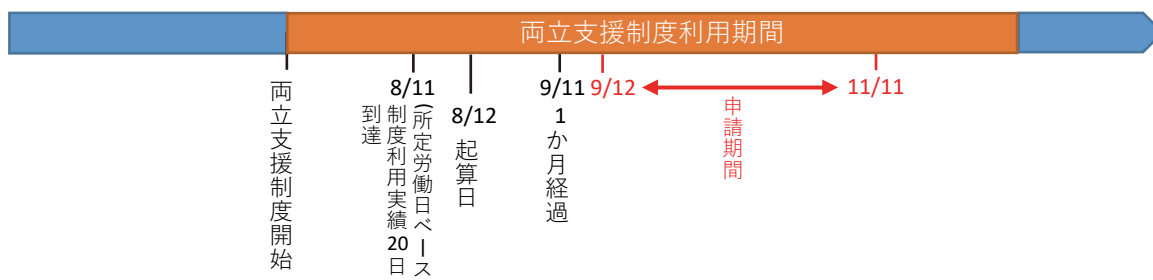 両立支援制度利用期間
両立支援制度開始
8/11
(所定労働日ベース
制度利用実績20日
到達
8/12
起算日
9/11
1か月経過
9/12
申請期間
11/11